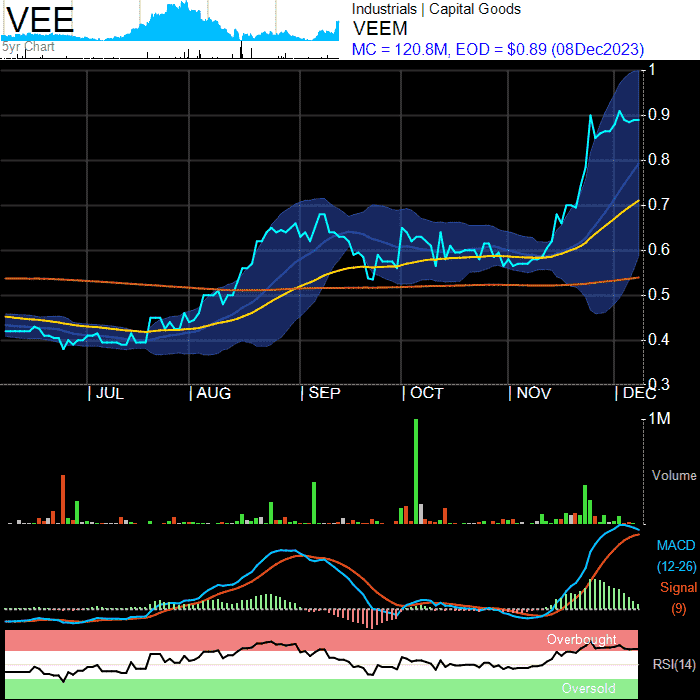 VEE
5yr Chart
Industrials | Capital Goods
VEEM
MC = 120.8M, EOD = $0.89 (08Dec2023)
1
0.9
0.8
0.7
0.6
0.5
0.4
0.3
JUL AUG SEP OCT NOV DEC
1M
Volume
MACD
(12-26)
Signal
(9)
Overbought
RSI(14)
Oversold